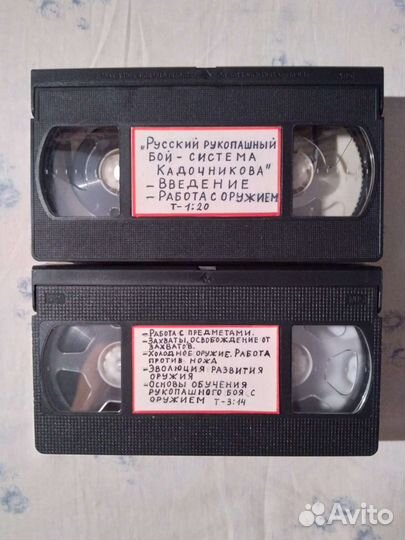 „Русский рукопашный
бой - система
Кадочникова"
- Введение
- Работа с оружием
Т-1:20
- Работа с предметами.
- Захваты, освобождение от
захватов.
- Холодное оружие. Работа
против ножа
- Эволюция развития
оружия
- Основы обучения
рукопашного боя с
оружием Т-3:14
Avito